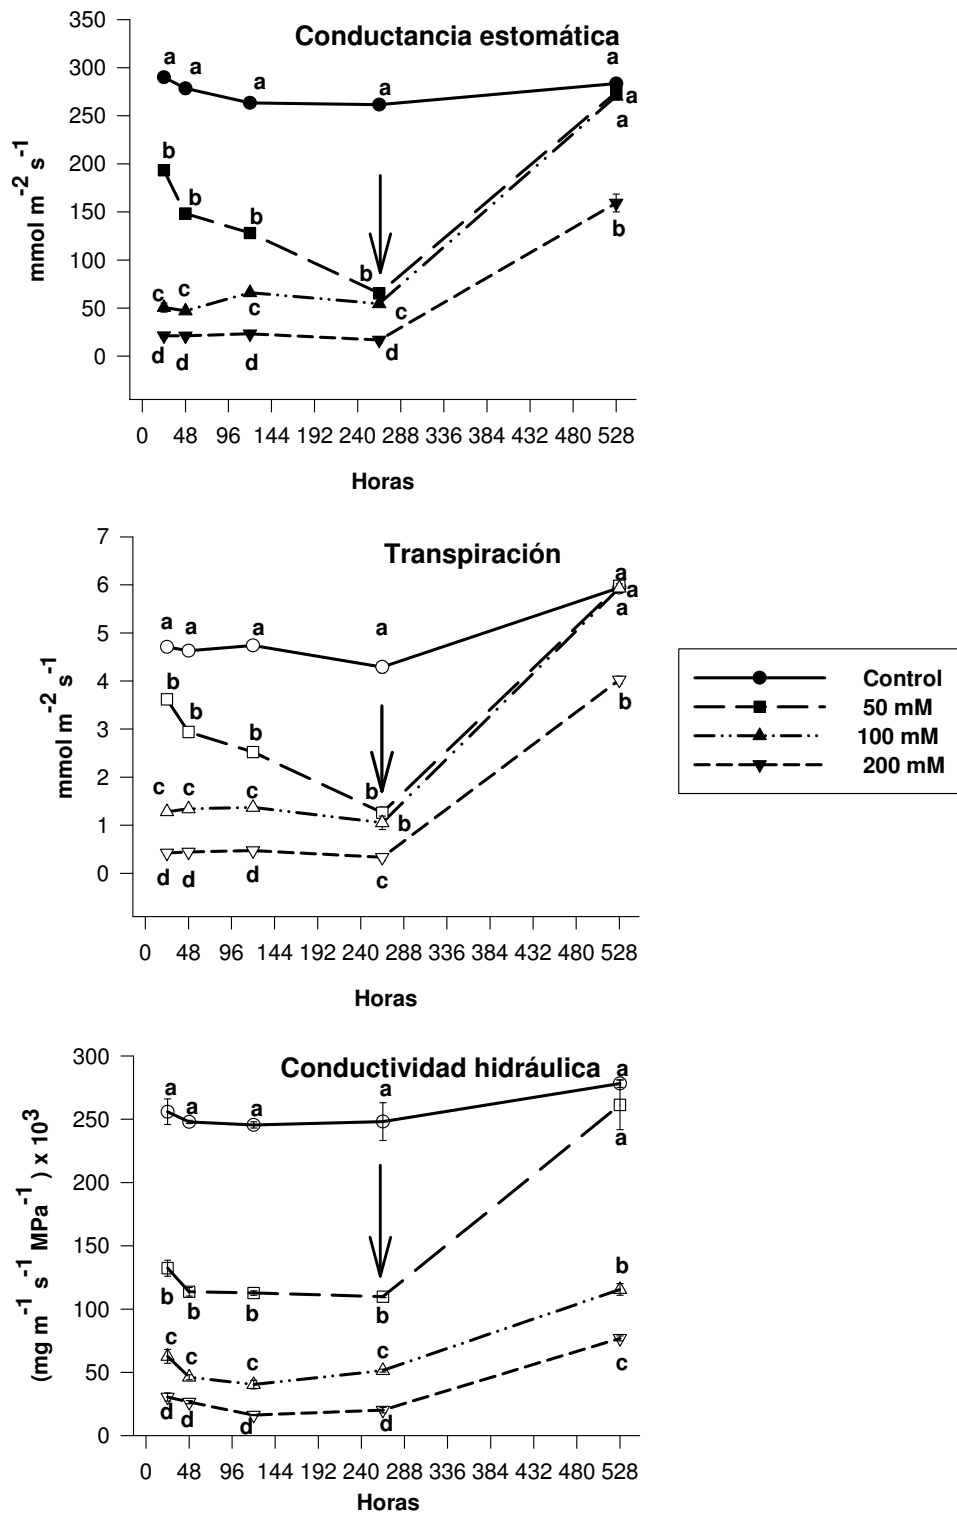 Conductancia estomática
350
300
250
200
150
100
50
0
mmol m-2 s-1
a a a a a
a
a
b b b b
b
c c c c
d d d d
0 48 96 144 192 240 288 336 384 432 480 528
Horas
Transpiración
7
6
5
4
3
2
1
0
mmol m-2 s-1
a a a a a
a
a
b b b b
b
b
c c c
d d d c
0 48 96 144 192 240 288 336 384 432 480 528
Horas
Control
50 mM
100 mM
200 mM
Conductividad hidráulica
300
250
200
150
100
50
0
(mg m-1 s-1 MPa-1) x 103
a a a a a
a
b b b b
b
c c c c
c
d d d d
0 48 96 144 192 240 288 336 384 432 480 528
Horas